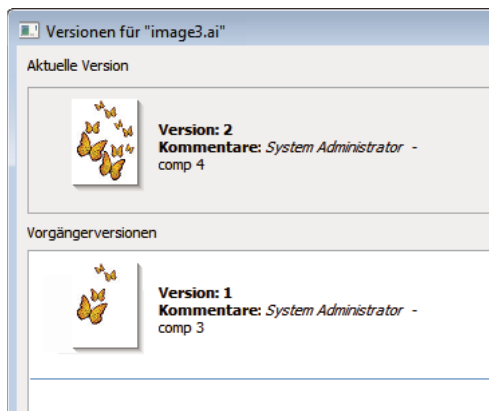 Versionen für "image3.ai"
Aktuelle Version
Version: 2
Kommentare: System Administrator -
comp 4
Vorgängerversionen
Version: 1
Kommentare: System Administrator -
comp 3